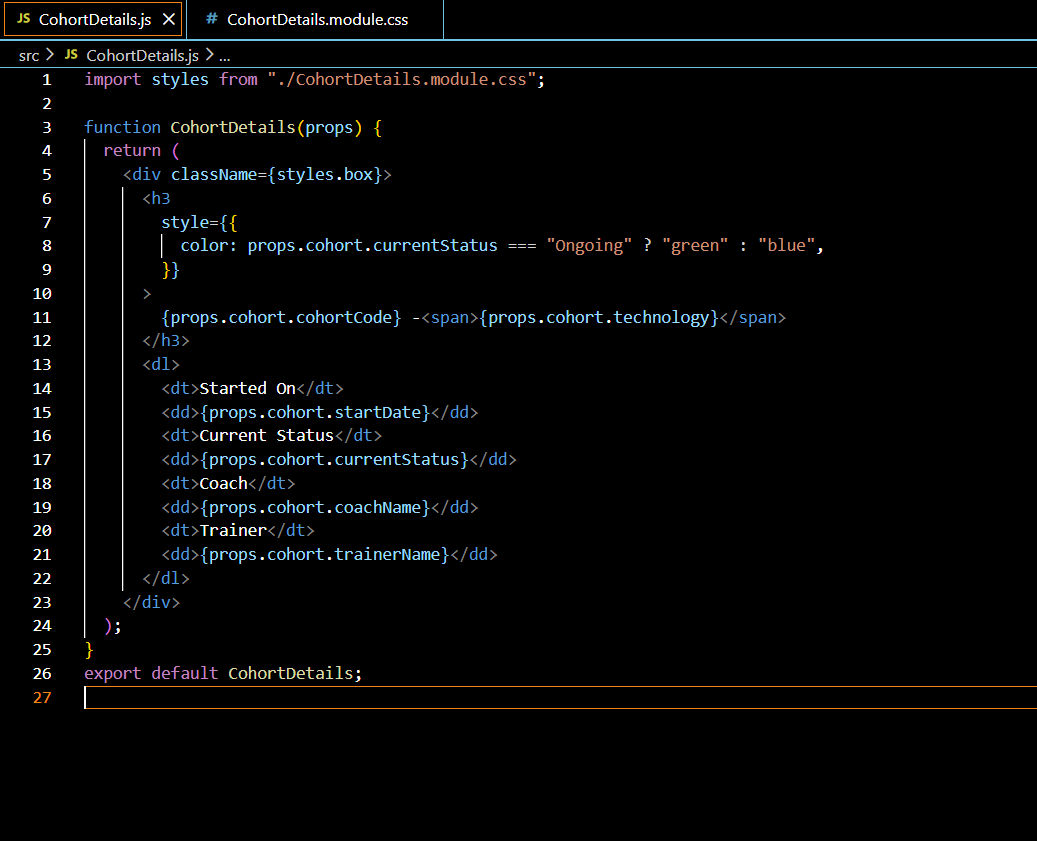 JS CohortDetails.js ×
# CohortDetails.module.css
src > JS CohortDetails.js > ...
1 import styles from "./CohortDetails.module.css";
2
3 function CohortDetails(props) {
4   return (
5     <div className={styles.box}>
6       <h3
7         style={{
8           color: props.cohort.currentStatus === "Ongoing" ? "green" : "blue",
9         }}
10       >
11         {props.cohort.cohortCode} -<span>{props.cohort.technology}</span>
12       </h3>
13       <dl>
14         <dt>Started On</dt>
15         <dd>{props.cohort.startDate}</dd>
16         <dt>Current Status</dt>
17         <dd>{props.cohort.currentStatus}</dd>
18         <dt>Coach</dt>
19         <dd>{props.cohort.coachName}</dd>
20         <dt>Trainer</dt>
21         <dd>{props.cohort.trainerName}</dd>
22       </dl>
23     </div>
24   );
25 }
26 export default CohortDetails;
27